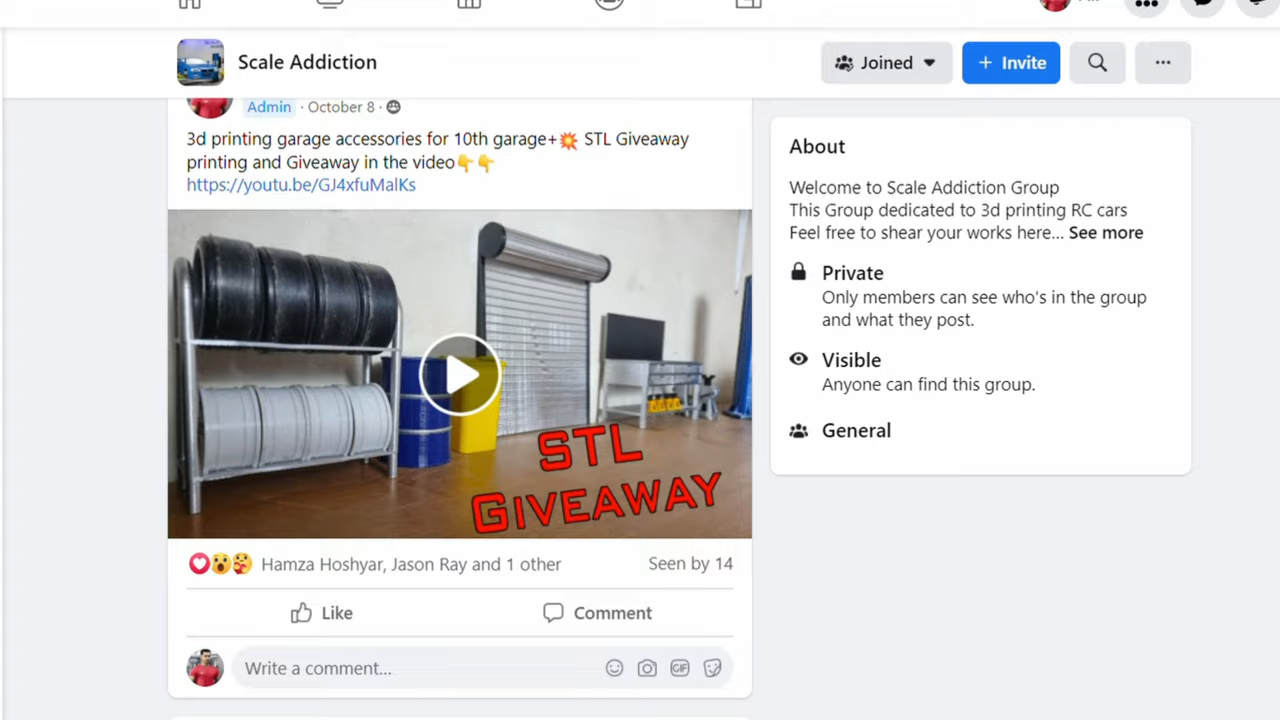 Scale Addiction
Joined
+ Invite
Admin · October 8 ·
3d printing garage accessories for 10th garage+💥 STL Giveaway
printing and Giveaway in the video👇👇
https://youtu.be/GJ4xfuMalKs
STL
GIVEAWAY
Hamza Hoshyar, Jason Ray and 1 other
Seen by 14
Like
Comment
Write a comment...
GIF
About
Welcome to Scale Addiction Group
This Group dedicated to 3d printing RC cars
Feel free to shear your works here... See more
Private
Only members can see who's in the group
and what they post.
Visible
Anyone can find this group.
General